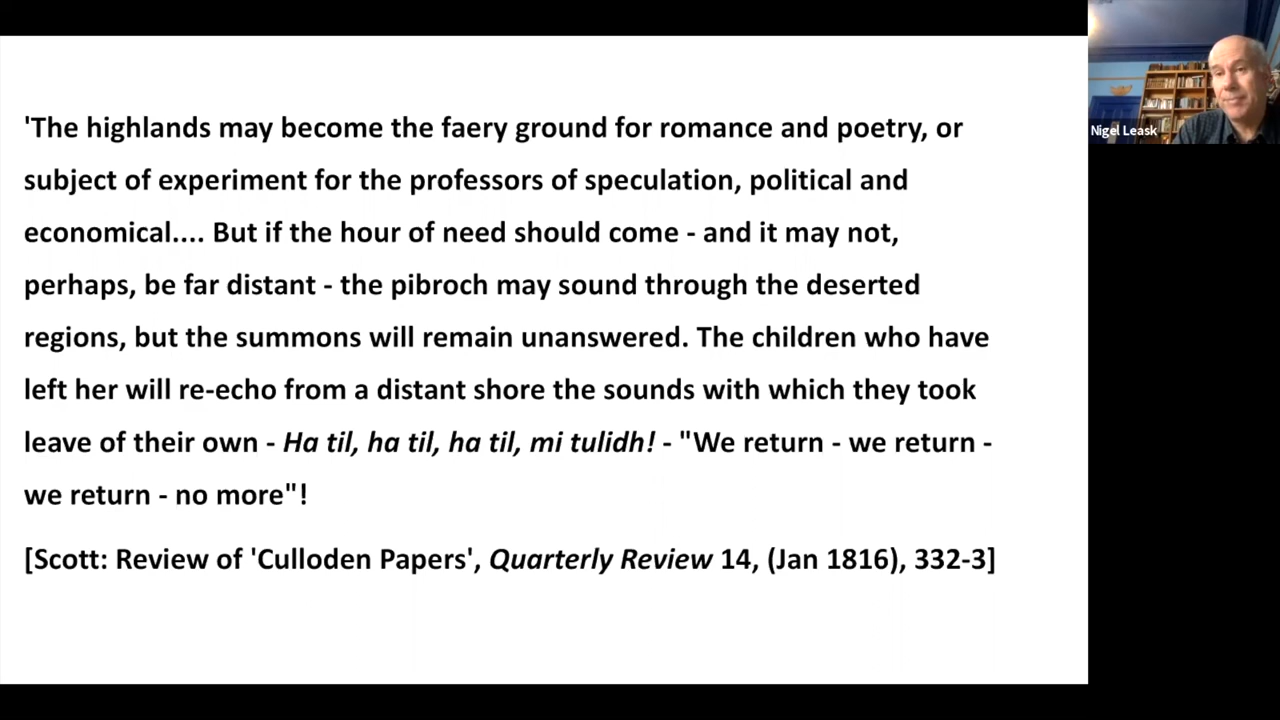 'The highlands may become the faery ground for romance and poetry, or
subject of experiment for the professors of speculation, political and
economical.... But if the hour of need should come - and it may not,
perhaps, be far distant - the pibroch may sound through the deserted
regions, but the summons will remain unanswered. The children who have
left her will re-echo from a distant shore the sounds with which they took
leave of their own - Ha til, ha til, ha til, mi tulidh! - "We return - we return -
we return - no more"!
[Scott: Review of 'Culloden Papers', Quarterly Review 14, (Jan 1816), 332-3]
Nigel Leask